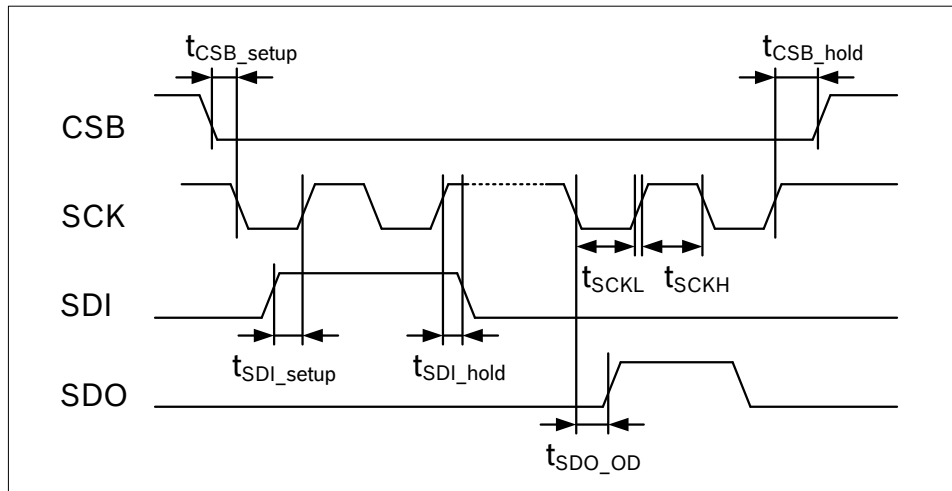 tCSB_setup tCSB_hold
CSB
SCK
tSCKL tSCKH
SDI
tSDI_setup tSDI_hold
SDO
tSDO_OD